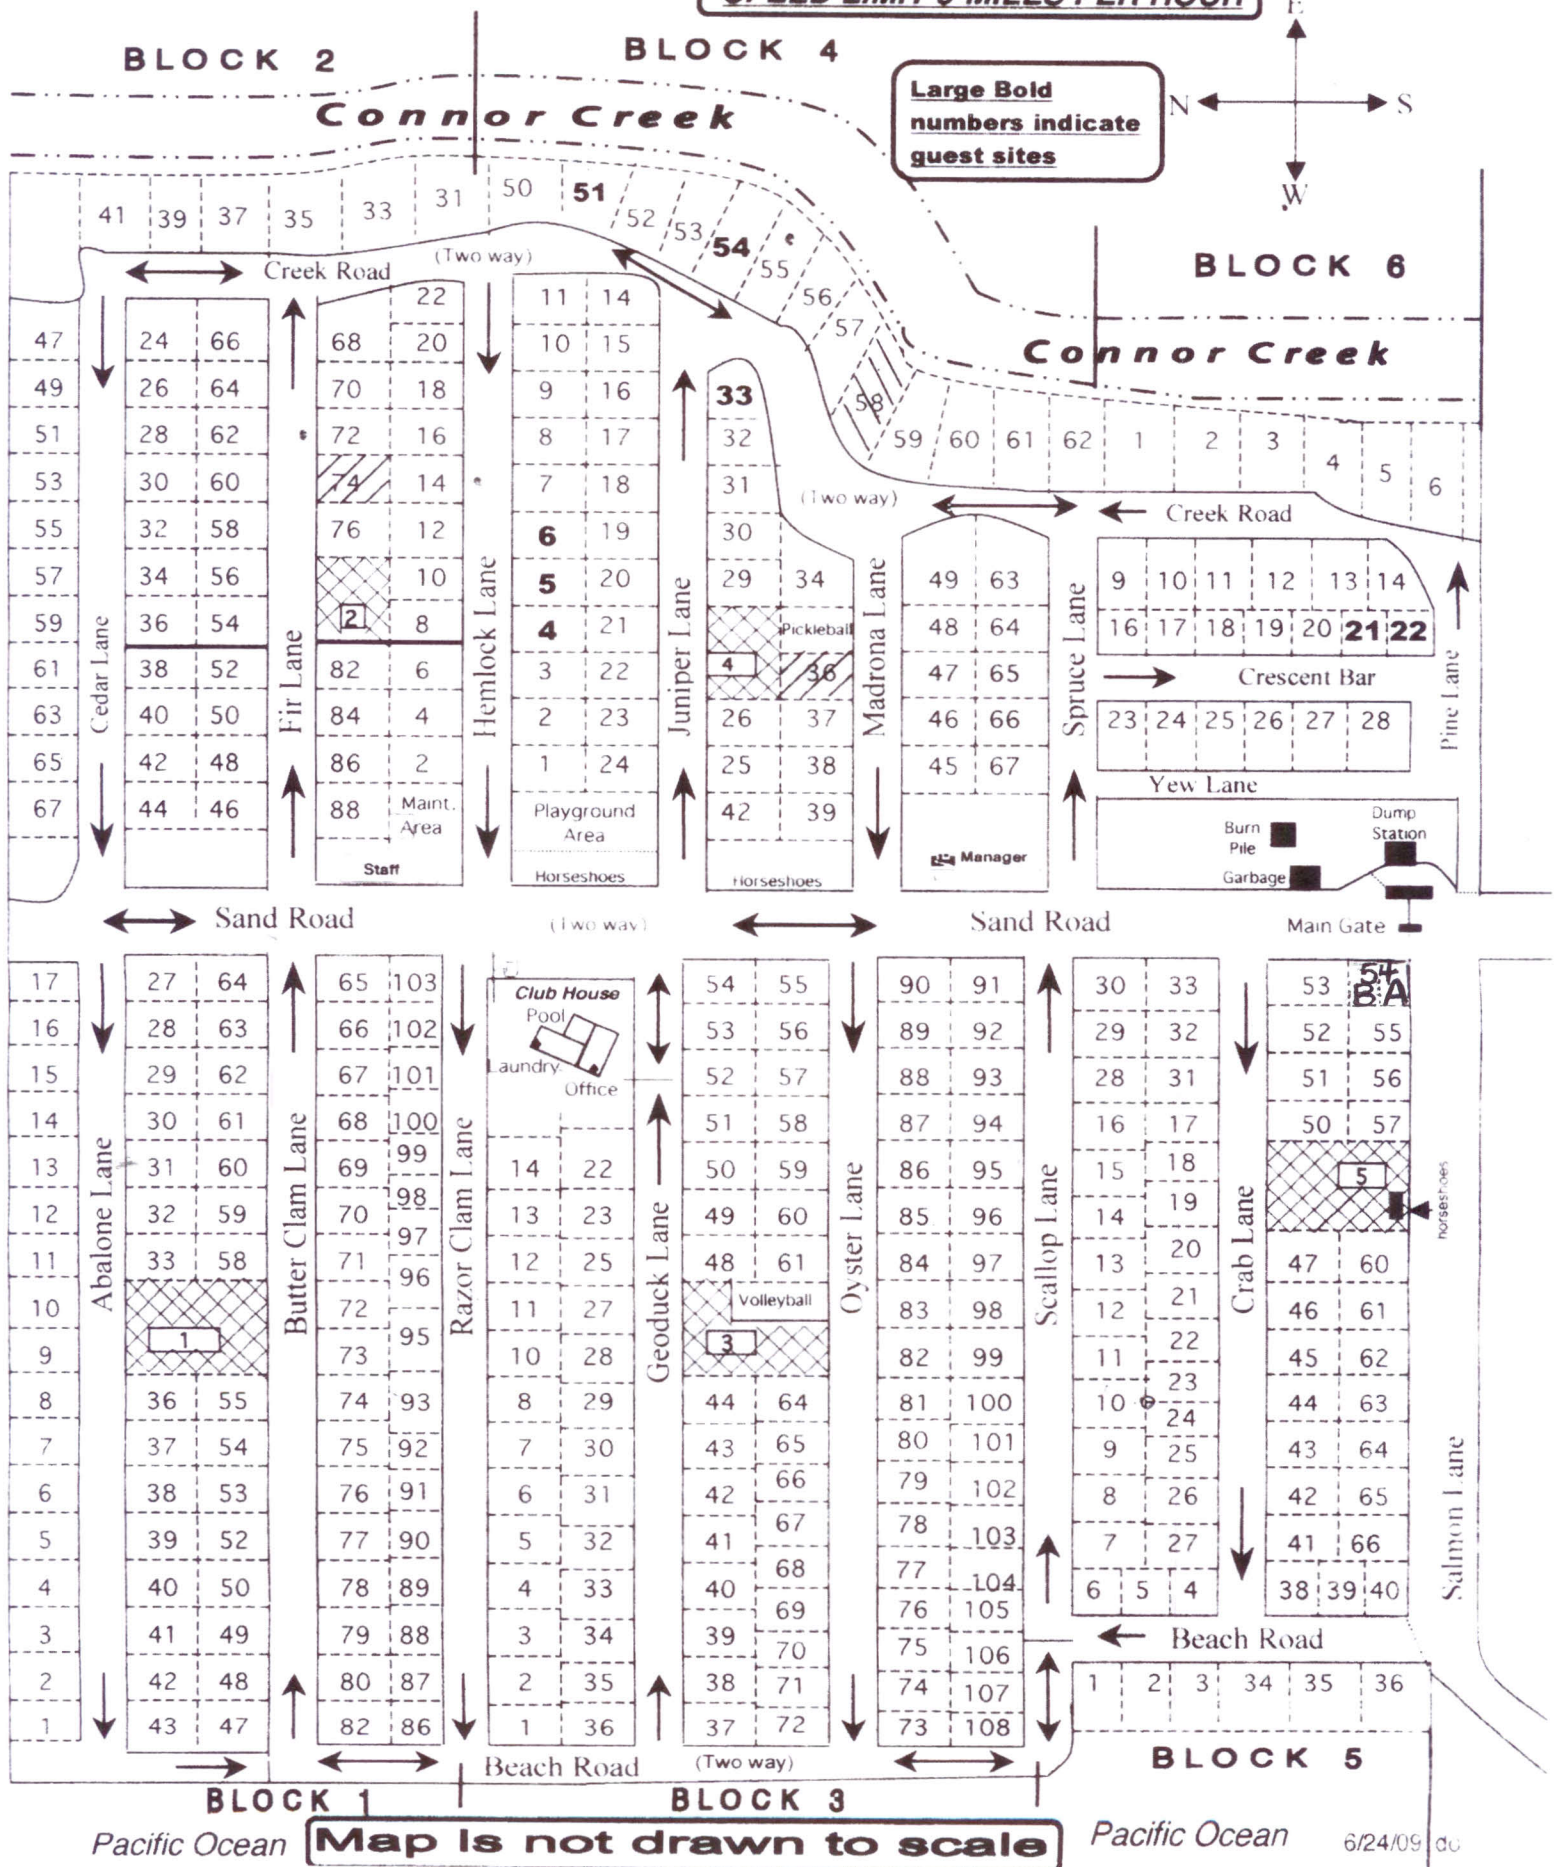 SPEED LIMIT 5 MILES PER HOUR
BLOCK 2
BLOCK 4
E
N
S
W
Large Bold
numbers indicate
guest sites
Connor Creek
BLOCK 6
Connor Creek
41 39 37 35 33 31 50 51 52 53 54 55 56 57 58 59 60 61 62 1 2 3 4 5 6
(Two way)
Creek Road
(Two way)
Creek Road
47 49 51 53 55 57 59 61 63 65 67
Cedar Lane
24 66
26 64
28 62
30 60
32 58
34 56
36 54
38 52
40 50
42 48
44 46
Fir Lane
22
68 20
70 18
72 16
74 14
76 12
10
2 8
82 6
84 4
86 2
88 Maint.
Area
Staff
Hemlock Lane
11 14
10 15
9 16
8 17
7 18
6 19
5 20
4 21
3 22
2 23
1 24
Playground
Area
Horseshoes
Juniper Lane
33
32
31
30
29 34
Pickleball
4 36
26 37
25 38
42 39
Horseshoes
Madrona Lane
49 63
48 64
47 65
46 66
45 67
Manager
Spruce Lane
9 10 11 12 13 14
16 17 18 19 20 21 22
Crescent Bar
23 24 25 26 27 28
Yew Lane
Pine Lane
Burn
Pile
Dump
Station
Garbage
Main Gate
Sand Road
(Two way)
Sand Road
17 16 15 14 13 12 11 10 9 8 7 6 5 4 3 2 1
Abalone Lane
27 64
28 63
29 62
30 61
31 60
32 59
33 58
1
36 55
37 54
38 53
39 52
40 50
41 49
42 48
43 47
Butter Clam Lane
65 103
66 102
67 101
68 100
69 99
98
70 97
71 96
72
73 95
74 93
75 92
76 91
77 90
78 89
79 88
80 87
82 86
Razor Clam Lane
Club House
Pool
Laundry
Office
14 22
13 23
12 25
11 27
10 28
8 29
7 30
6 31
5 32
4 33
3 34
2 35
1 36
Geoduck Lane
54 55
53 56
52 57
51 58
50 59
49 60
48 61
Volleyball
3
44 64
43 65
66
42 67
41 68
40 69
39 70
38 71
37 72
Oyster Lane
90 91
89 92
88 93
87 94
86 95
85 96
84 97
83 98
82 99
81 100
80 101
79 102
78 103
77 104
76 105
75 106
74 107
73 108
Scallop Lane
30 33
29 32
28 31
16 17
15 18
14 19
13 20
12 21
11 22
10 23
24
9 25
8 26
7 27
6 5 4
Crab Lane
53 54
B A
52 55
51 56
50 57
5
horseshoes
47 60
46 61
45 62
44 63
43 64
42 65
41 66
38 39 40
Salmon Lane
Beach Road
1 2 3 34 35 36
Beach Road
(Two way)
BLOCK 5
BLOCK 1
BLOCK 3
Pacific Ocean
Map Is not drawn to scale
Pacific Ocean
6/24/09